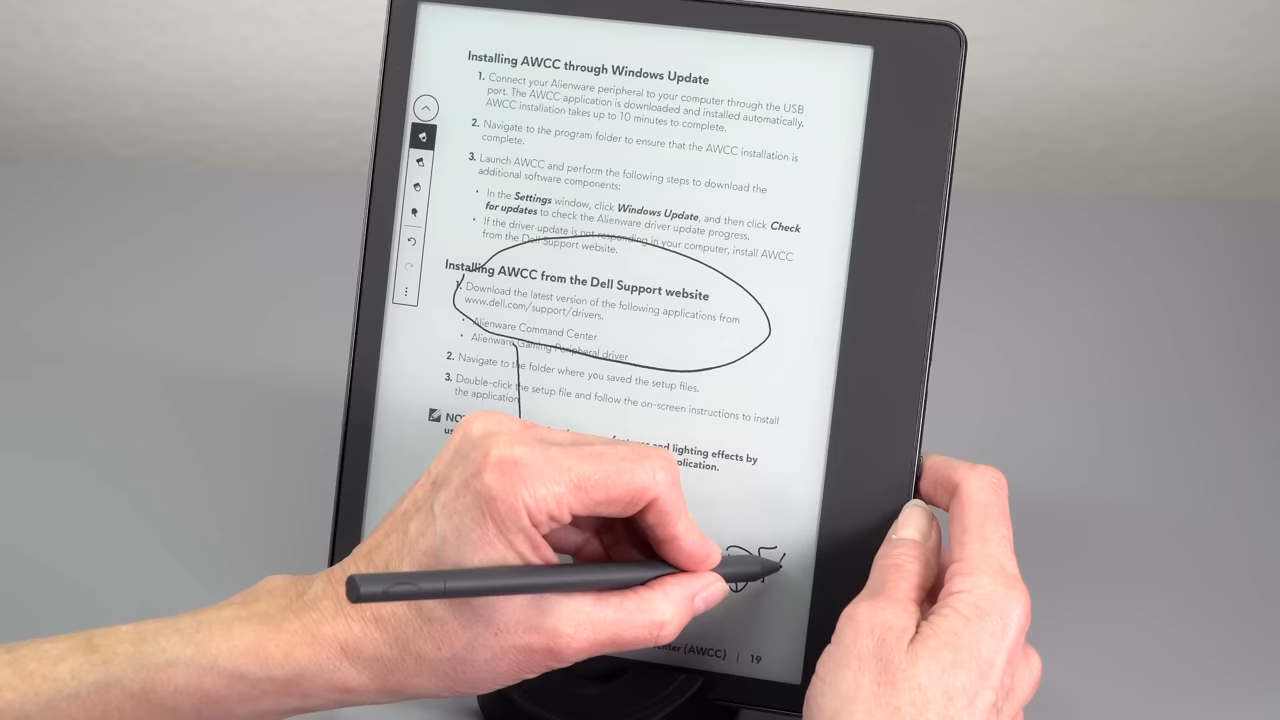 Installing AWCC through Windows Update
1. Connect your Alienware peripheral to your computer through the USB
port. The AWCC application is downloaded and installed automatically.
AWCC installation takes up to 10 minutes to complete.
2. Navigate to the program folder to ensure that the AWCC installation is
complete.
3. Launch AWCC and perform the following steps to download the
additional software components:
• In the Settings window, click Windows Update, and then click Check
for updates to check the Alienware driver update progress.
• If the driver update is not responding in your computer, install AWCC
from the Dell Support website.
Installing AWCC from the Dell Support website
1. Download the latest version of the following applications from
www.dell.com/support/drivers.
• Alienware Command Center
• Alienware Gaming Peripheral driver
2. Navigate to the folder where you saved the setup files.
3. Double-click the setup file and follow the on-screen instructions to install
the application
and lighting effects by
(AWCC) | 19